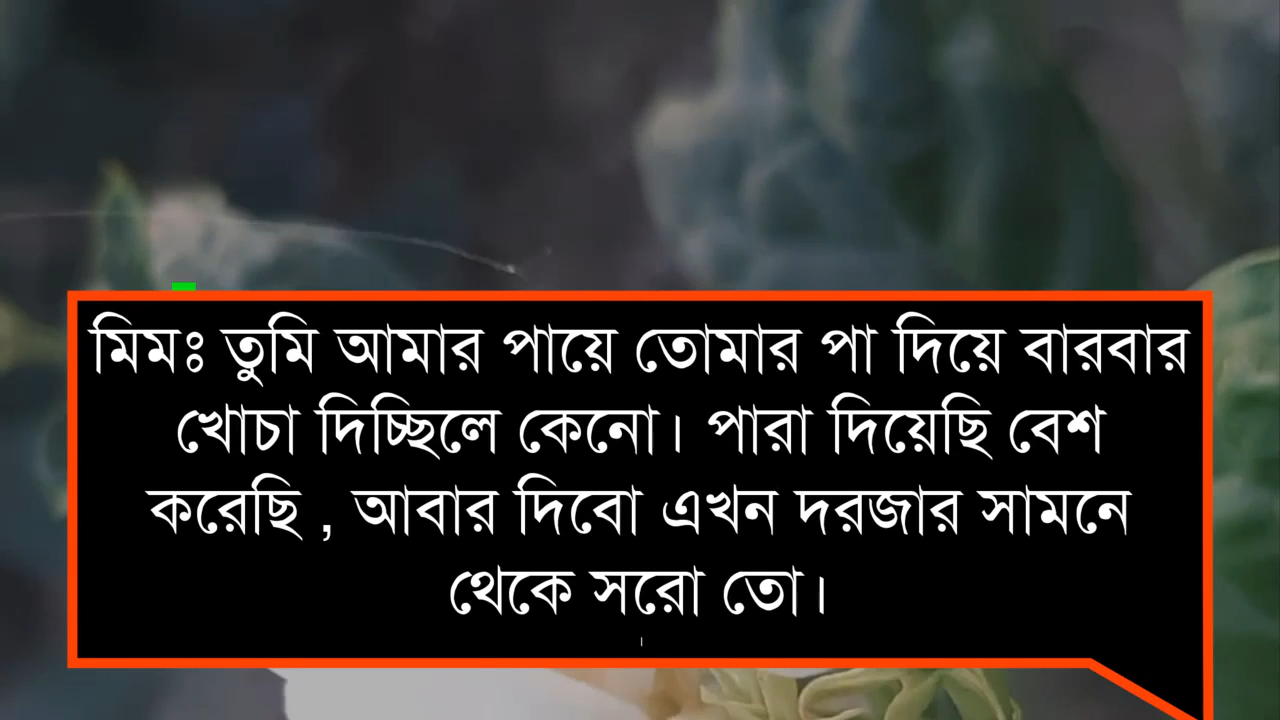 মিমঃ তুমি আমার পায়ে তোমার পা দিয়ে বারবার
খোচা দিচ্ছিলে কেনো। পারা দিয়েছি বেশ
করেছি , আবার দিবো এখন দরজার সামনে
থেকে সরো তো।
।